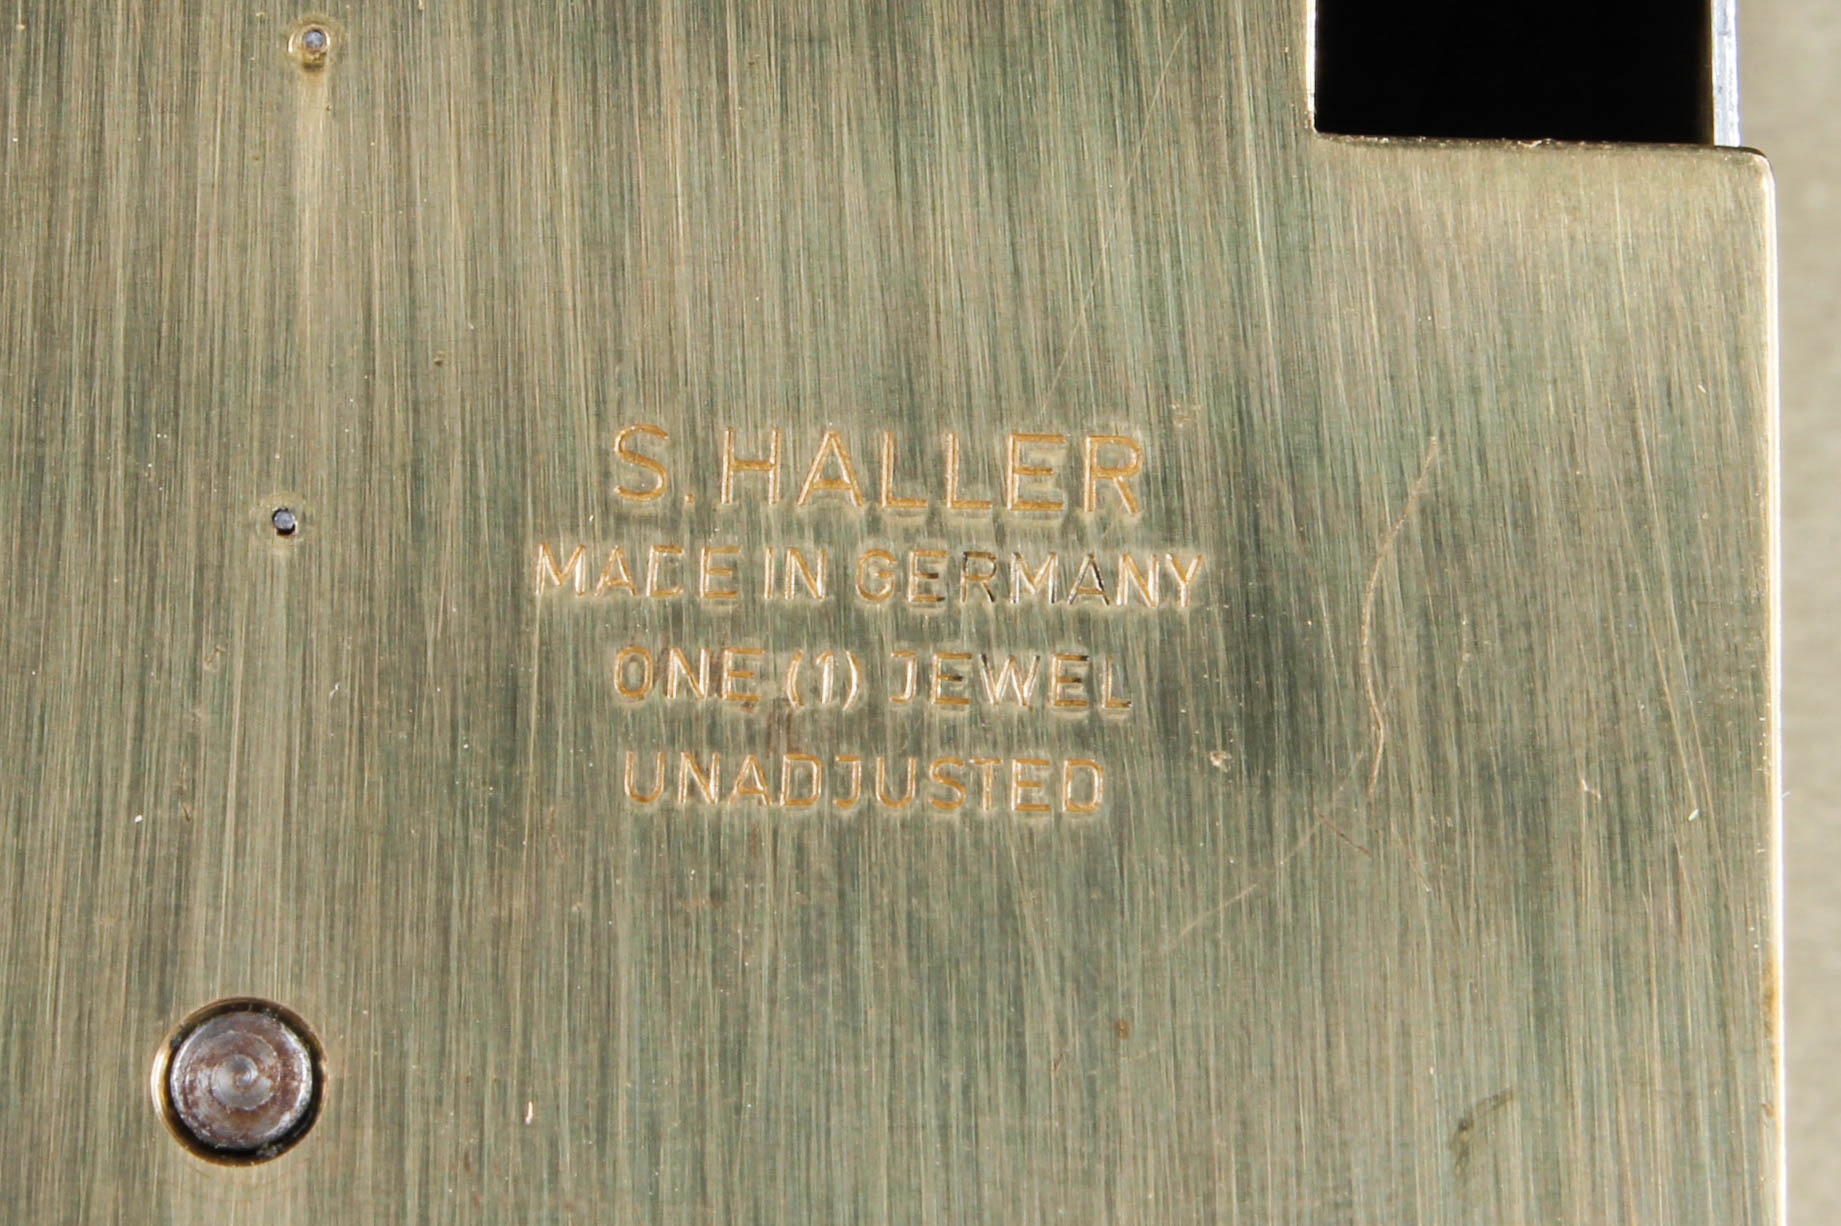 S. HALLER
MADE IN GERMANY
ONE (1) JEWEL
UNADJUSTED